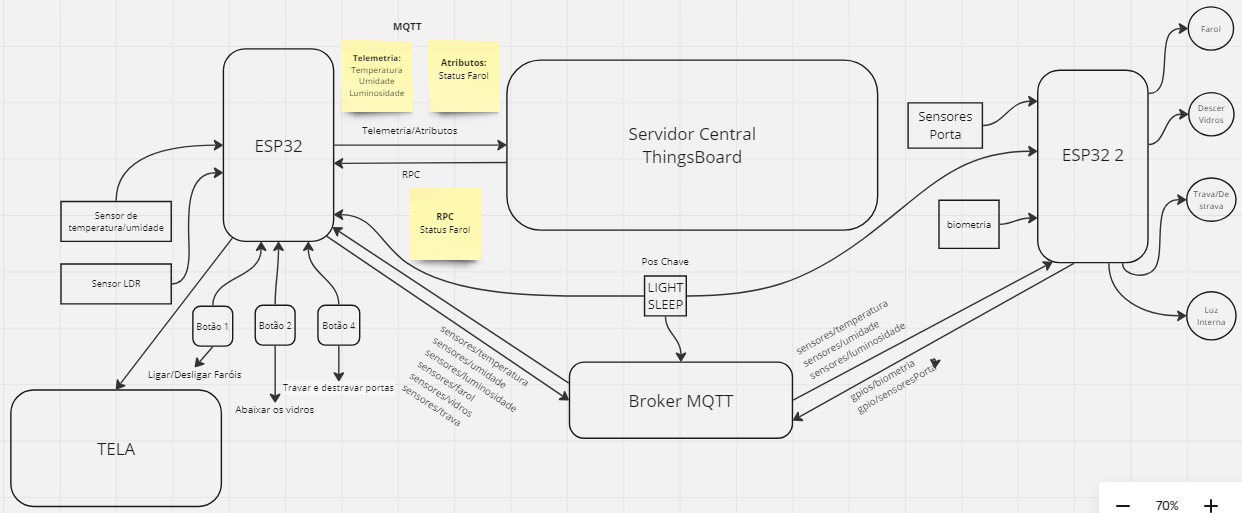 MQTT
Telemetria:
Temperatura
Umidade
Luminosidade
Atributos:
Status Farol
ESP32
Telemetria/Atributos
RPC
RPC
Status Farol
Servidor Central
ThingsBoard
Sensores
Porta
ESP32 2
biometria
Farol
Descer
Vidros
Trava/De
strava
Luz
Interna
Sensor de
temperatura/umidade
Sensor LDR
Pos Chave
LIGHT
SLEEP
Botão 1
Botão 2
Botão 4
Ligar/Desligar Faróis
Abaixar os vidros
Travar e destravar portas
sensores/temperatura
sensores/umidade
sensores/luminosidade
sensores/farol
sensores/vidros
sensores/trava
Broker MQTT
sensores/temperatura
sensores/umidade
sensores/luminosidade
gpios/biometria
gpio/sensoresPorta
TELA
70%